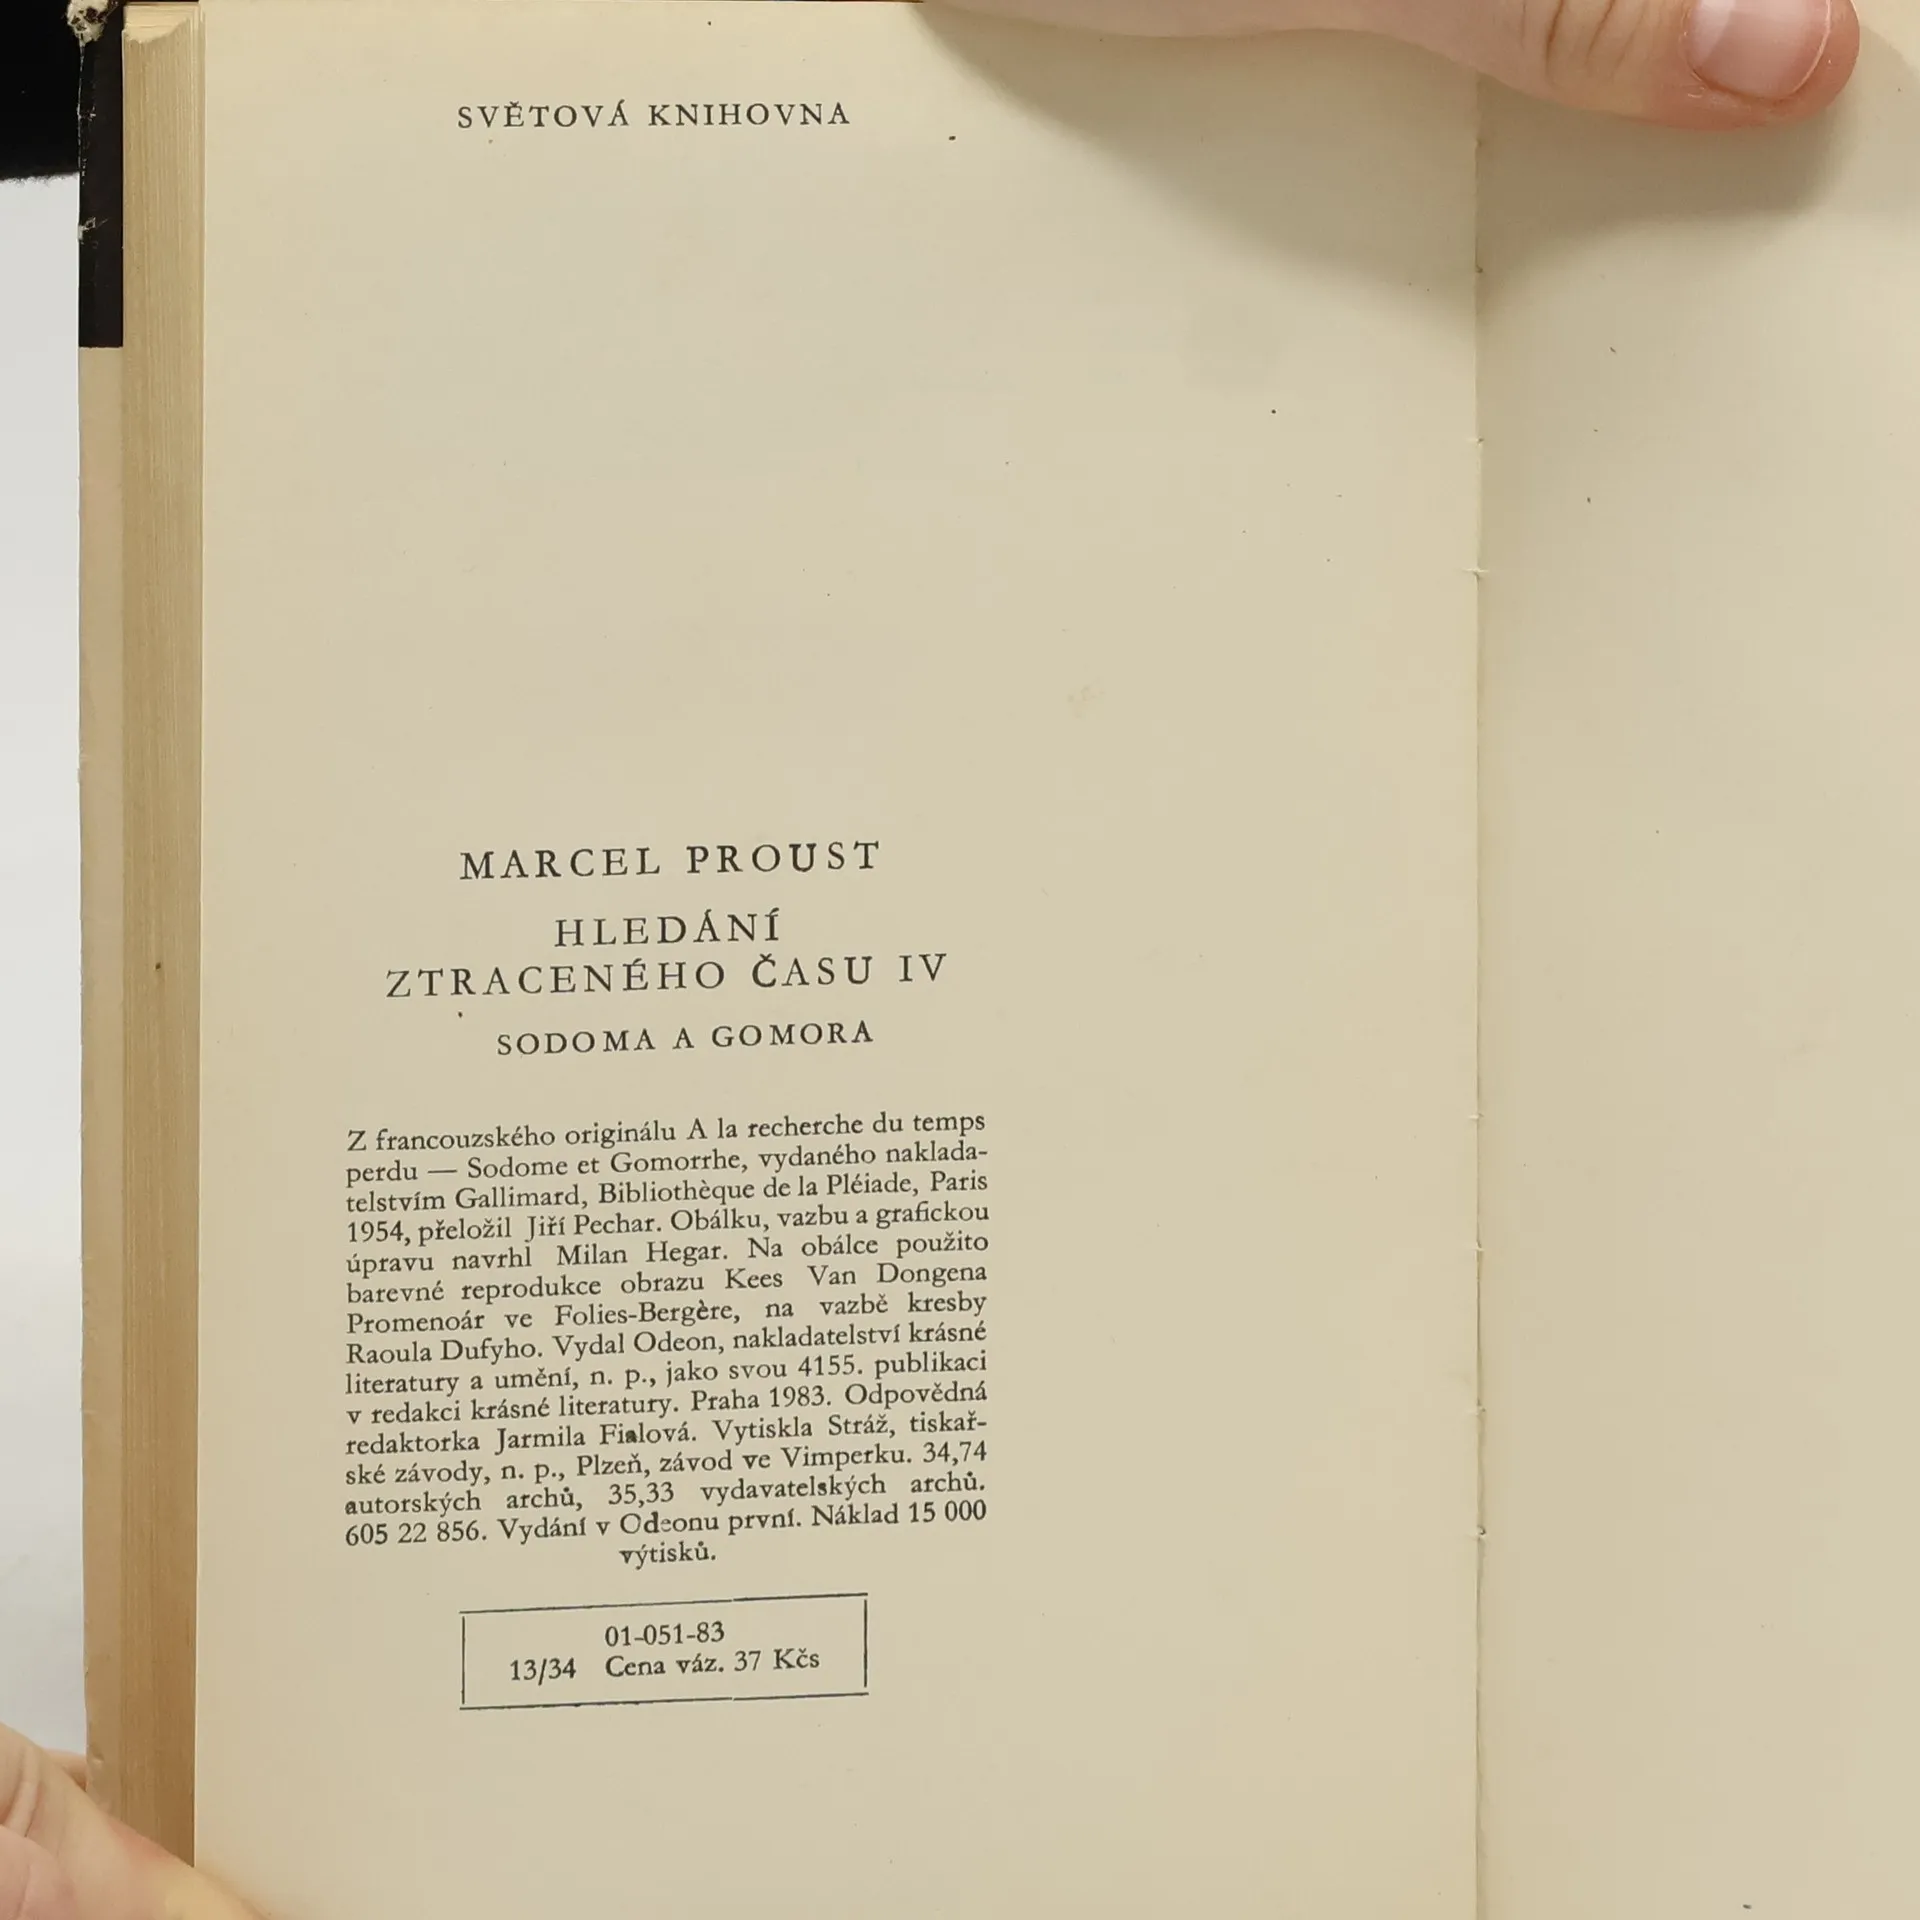 SVĚTOVÁ KNIHOVNA
MARCEL PROUST
HLEDÁNÍ
ZTRACENÉHO ČASU IV
SODOMA A GOMORA
Z francouzského originálu A la recherche du temps
perdu — Sodome et Gomorrhe, vydaného naklada-
telstvím Gallimard, Bibliothèque de la Pléiade, Paris
1954, přeložil Jiří Pechar. Obálku, vazbu a grafickou
úpravu navrhl Milan Hegar. Na obálce použito
barevné reprodukce obrazu Kees Van Dongena
Promenoár ve Folies-Bergère, na vazbě kresby
Raoula Dufyho. Vydal Odeon, nakladatelství krásné
literatury a umění, n. p., jako svou 4155. publikaci
v redakci krásné literatury. Praha 1983. Odpovědná
redaktorka Jarmila Fialová. Vytiskla Stráž, tiskař-
ské závody, n. p., Plzeň, závod ve Vimperku. 34,74
autorských archů, 35,33 vydavatelských archů.
605 22 856. Vydání v Odeonu první. Náklad 15 000
výtisků.
01-051-83
13/34 Cena váz. 37 Kčs